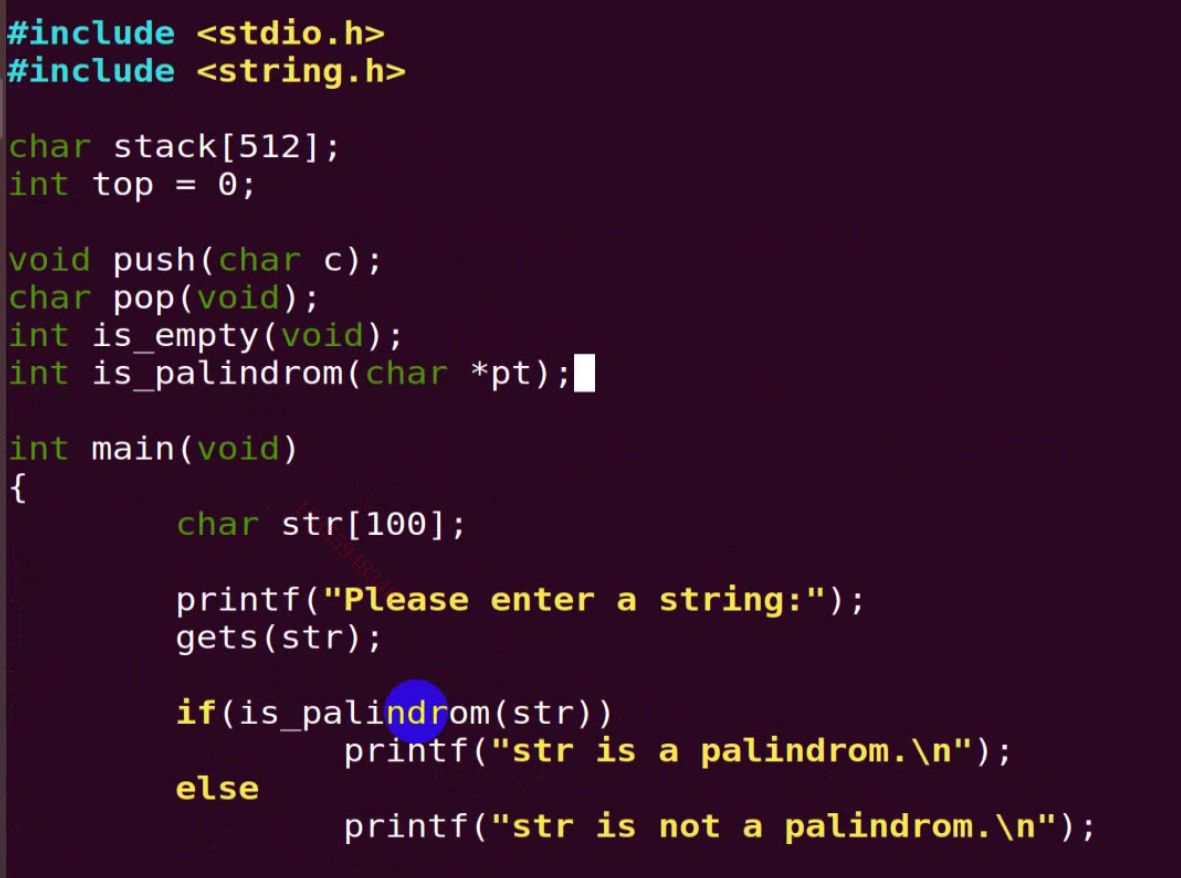 #include <stdio.h>
#include <string.h>
char stack[512];
int top = 0;
void push(char c);
char pop(void);
int is_empty(void);
int is_palindrom(char *pt);
int main(void)
{
char str[100];
printf("Please enter a string:");
gets(str);
if(is_palindrom(str))
printf("str is a palindrom.\n");
else
printf("str is not a palindrom.\n");